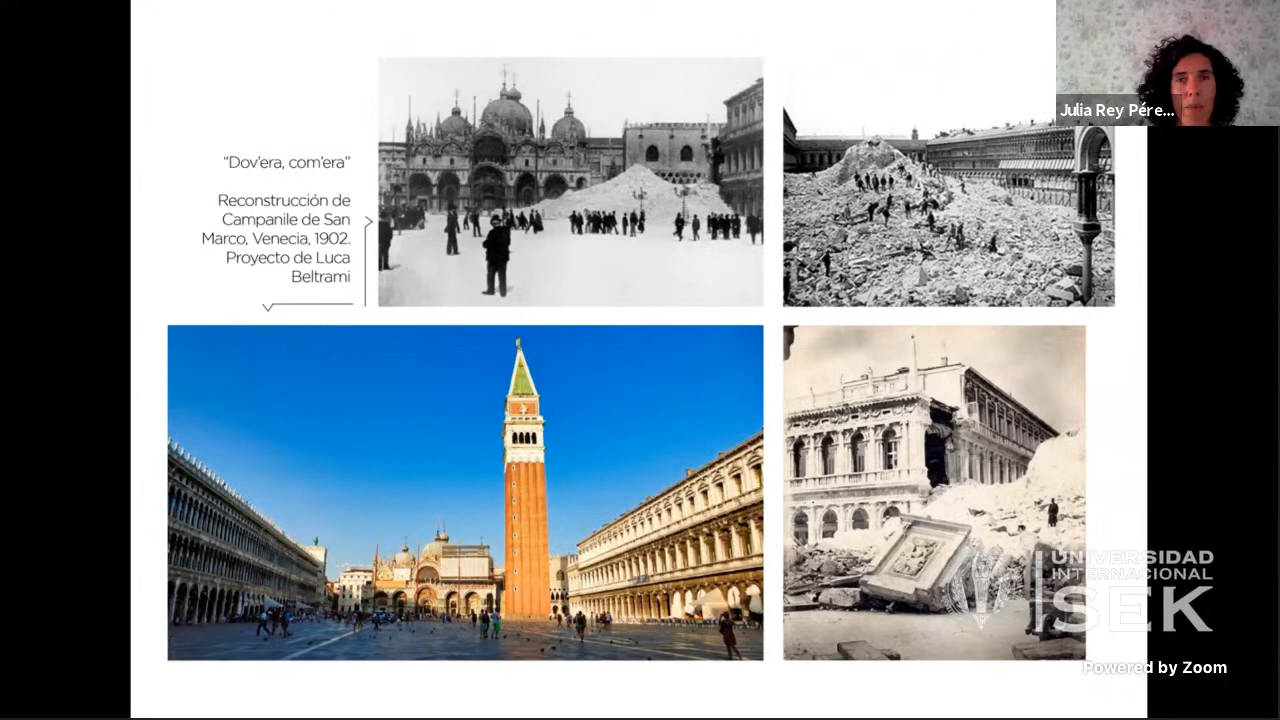 Julia Rey Pére...
“Dov’era, com’era”
Reconstrucción de
Campanile de San
Marco, Venecia, 1902.
Proyecto de Luca
Beltrami
UNIVERSIDAD
INTERNACIONAL
SEK
Powered by Zoom